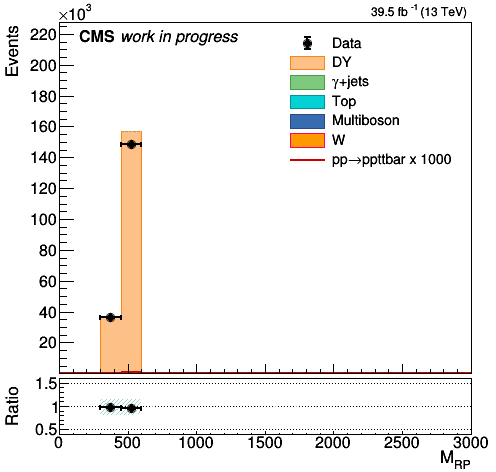 ×10³
39.5 fb⁻¹ (13 TeV)
CMS work in progress
Events
220
200
180
160
140
120
100
80
60
40
20
Data
DY
γ+jets
Top
Multiboson
W
pp→ppttbar x 1000
Ratio
1.5
1
0.5
0 500 1000 1500 2000 2500 3000
M_RP